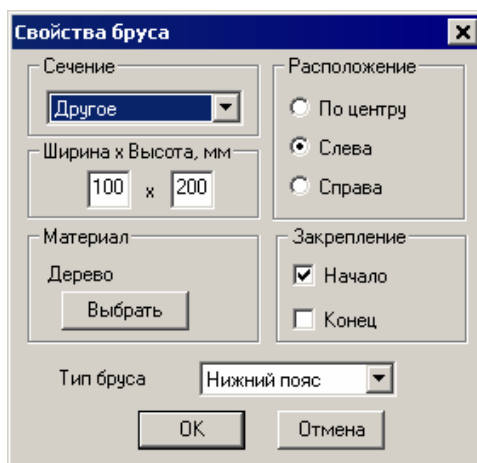 Свойства бруса
Сечение
Другое
Ширина x Высота, мм
100 x 200
Материал
Дерево
Выбрать
Расположение
По центру
Слева
Справа
Закрепление
Начало
Конец
Тип бруса Нижний пояс
OK Отмена